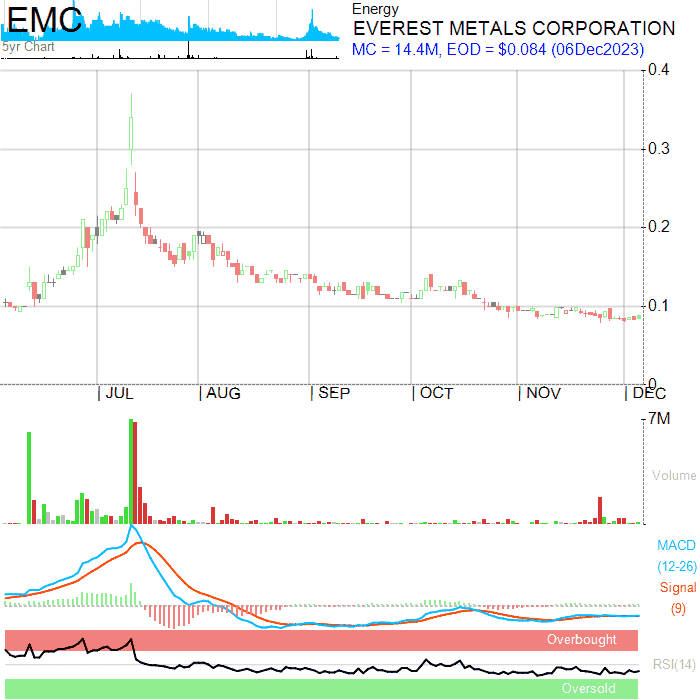 EMC
5yr Chart
Energy
EVEREST METALS CORPORATION
MC = 14.4M, EOD = $0.084 (06Dec2023)
0.4
0.3
0.2
0.1
0
JUL AUG SEP OCT NOV DEC
7M
Volume
MACD
(12-26)
Signal
(9)
Overbought
RSI(14)
Oversold